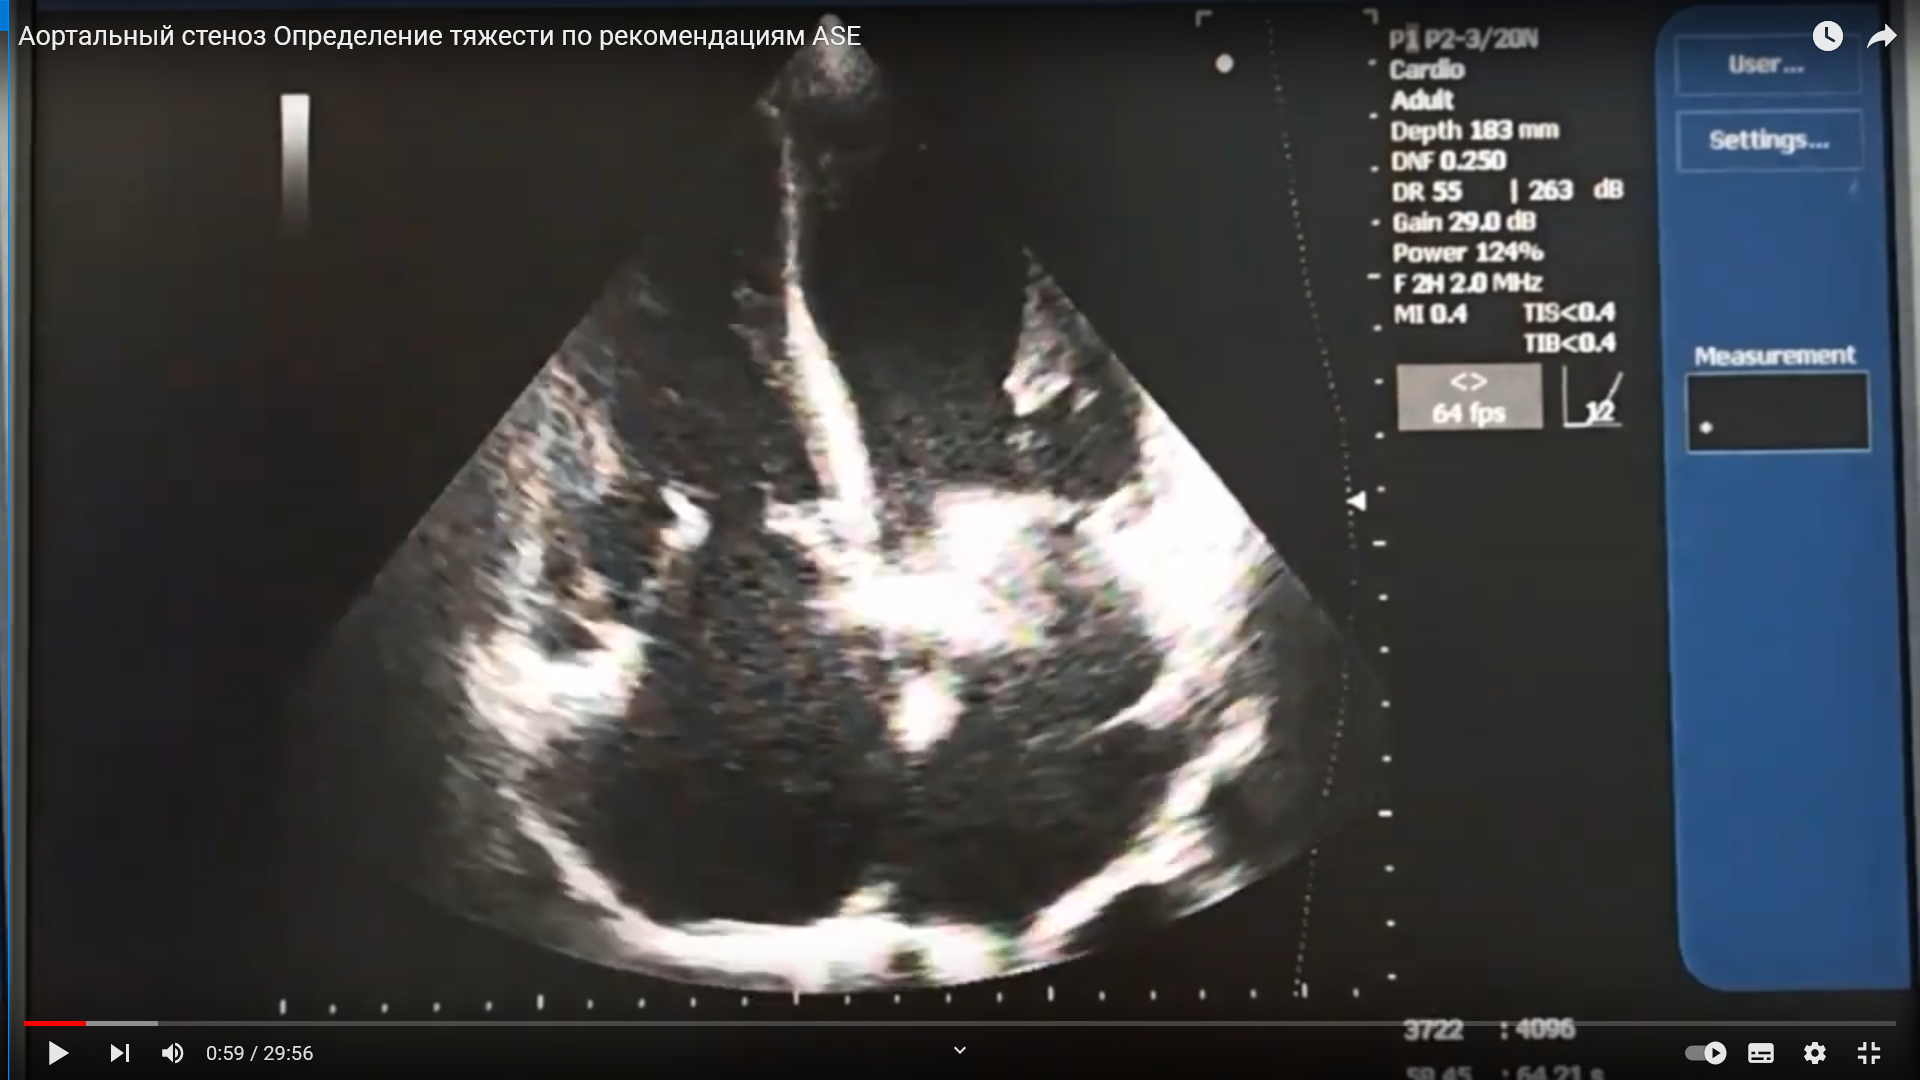 Аортальный стеноз Определение тяжести по рекомендациям ASE
P2-3/20N
Cardio
Adult
Depth 183 mm
DNF 0.250
DR 55 | 263 dB
Gain 29.0 dB
Power 124%
F 2H 2.0 MHz
MI 0.4 TIS<0.4
TIB<0.4
<>
64 fps
12
User...
Settings...
Measurement
0:59 / 29:56
3722 : 4096
: 64.21 s